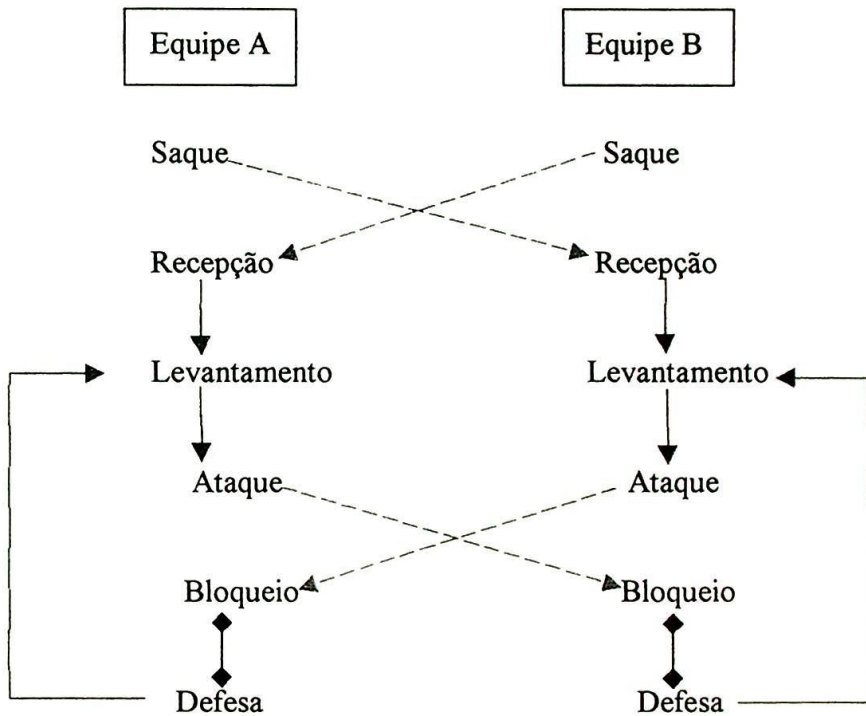 Equipe A Equipe B
Saque Saque
Recepção Recepção
Levantamento Levantamento
Ataque Ataque
Bloqueio Bloqueio
Defesa Defesa